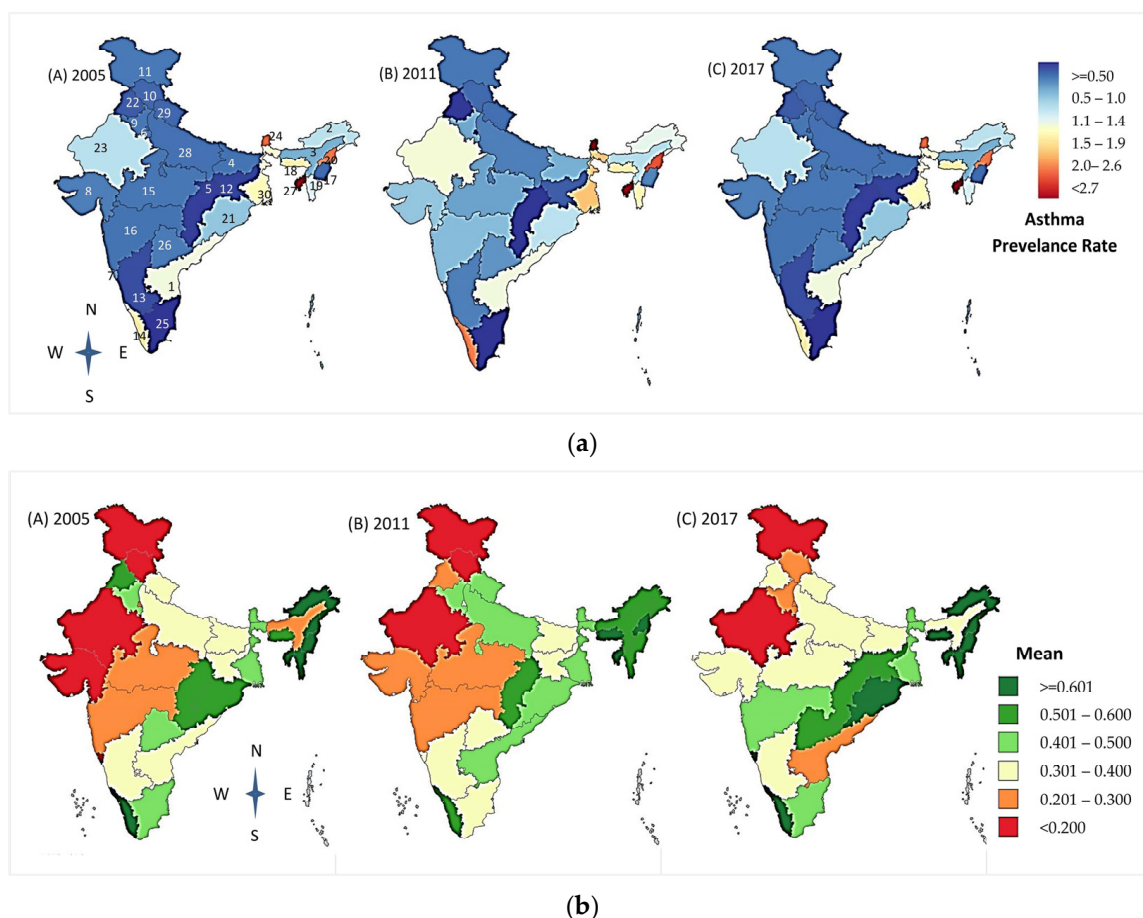 (A) 2005
(B) 2011
(C) 2017
11
10
22
29
9
6
23
28
4
24
2
3
20
18
17
27
19
8
15
5
12
30
21
16
26
7
1
13
25
14
N
W
E
S
>=0.50
0.5 – 1.0
1.1 – 1.4
1.5 – 1.9
2.0– 2.6
<2.7
Asthma
Prevelance Rate
(a)
(A) 2005
(B) 2011
(C) 2017
N
W
E
S
Mean
>=0.601
0.501 – 0.600
0.401 – 0.500
0.301 – 0.400
0.201 – 0.300
<0.200
(b)